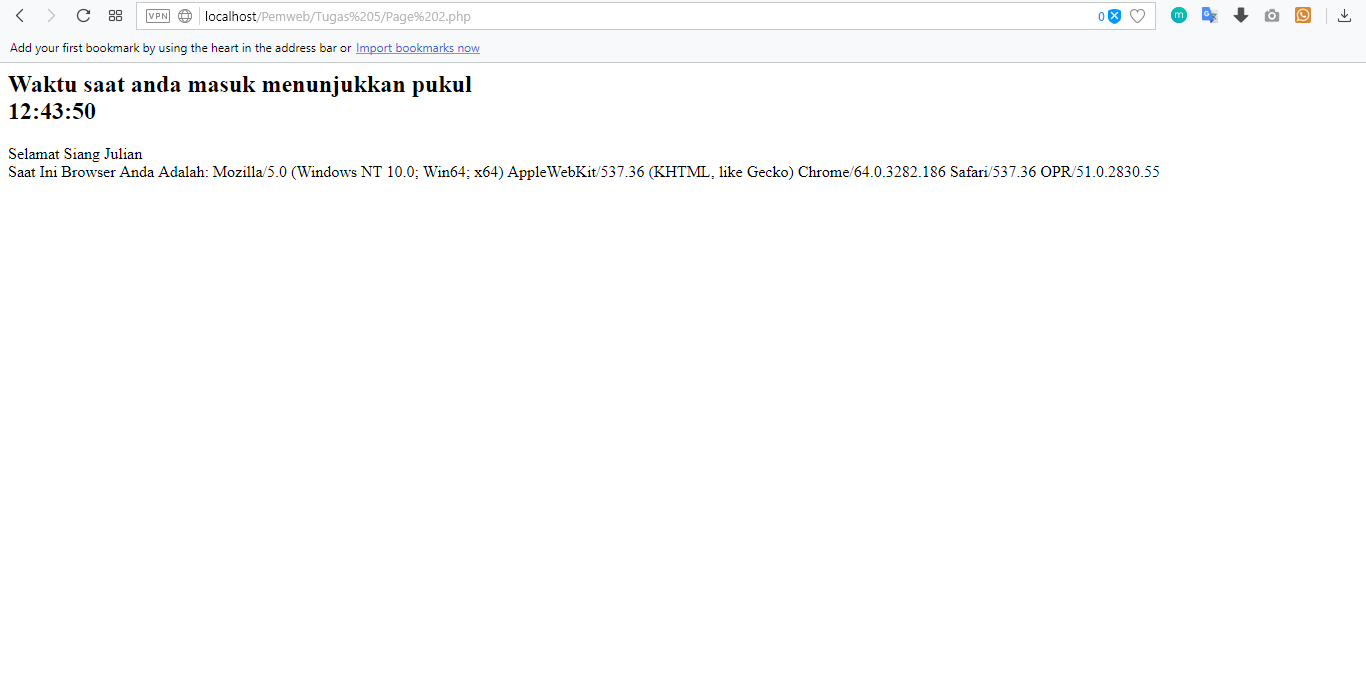 VPN localhost/Pemweb/Tugas%205/Page%202.php 0 m G
Add your first bookmark by using the heart in the address bar or Import bookmarks now
Waktu saat anda masuk menunjukkan pukul
12:43:50
Selamat Siang Julian
Saat Ini Browser Anda Adalah: Mozilla/5.0 (Windows NT 10.0; Win64; x64) AppleWebKit/537.36 (KHTML, like Gecko) Chrome/64.0.3282.186 Safari/537.36 OPR/51.0.2830.55